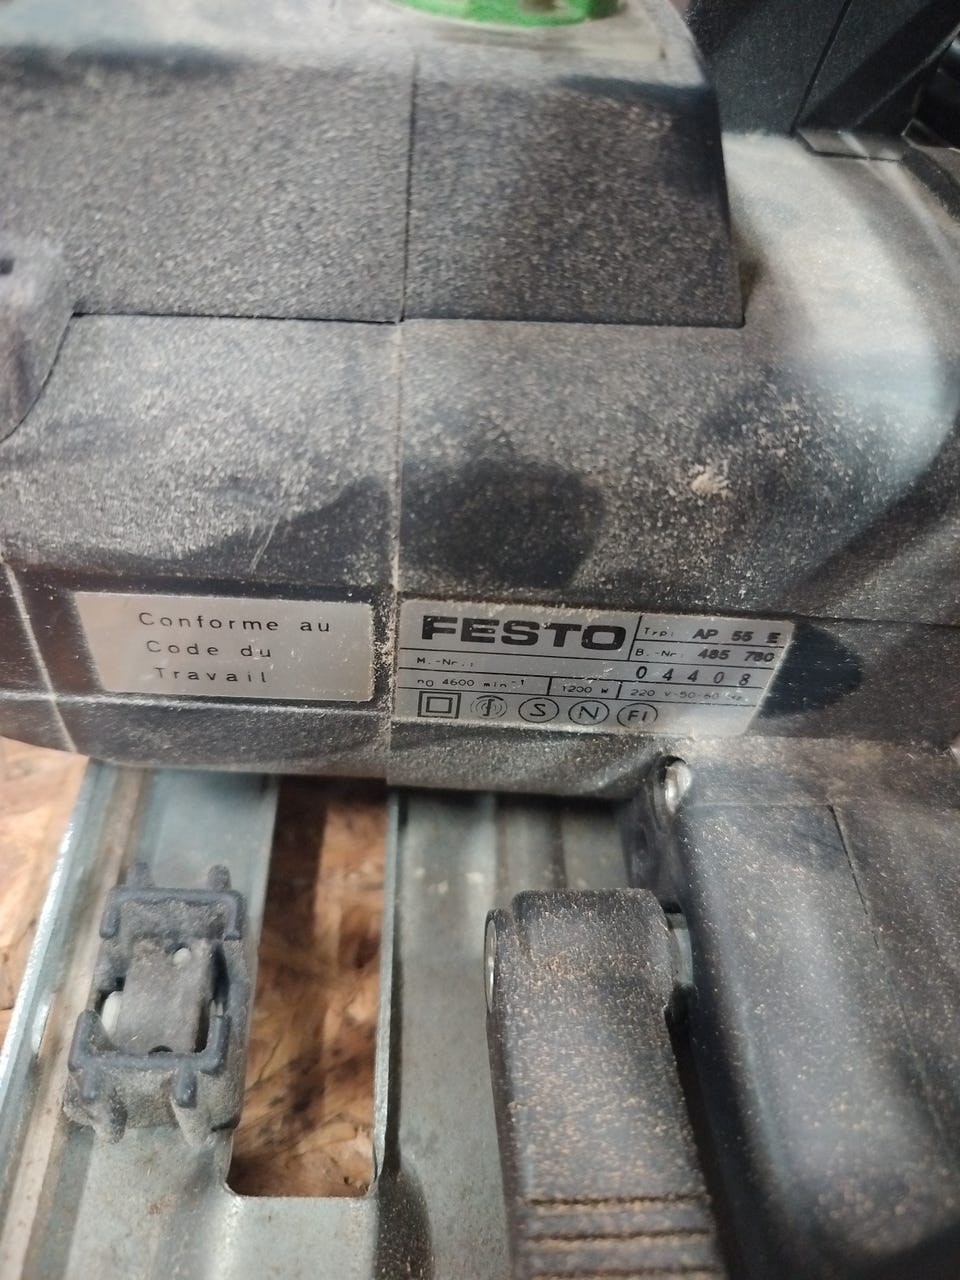 Conforme au
Code du
Travail
FESTO
Typ: AP 55 E
B.-Nr: 485 780
M.-Nr.: 04408
n0 4600 min-1 1200 W 220 V~50-60 Hz
S N FI